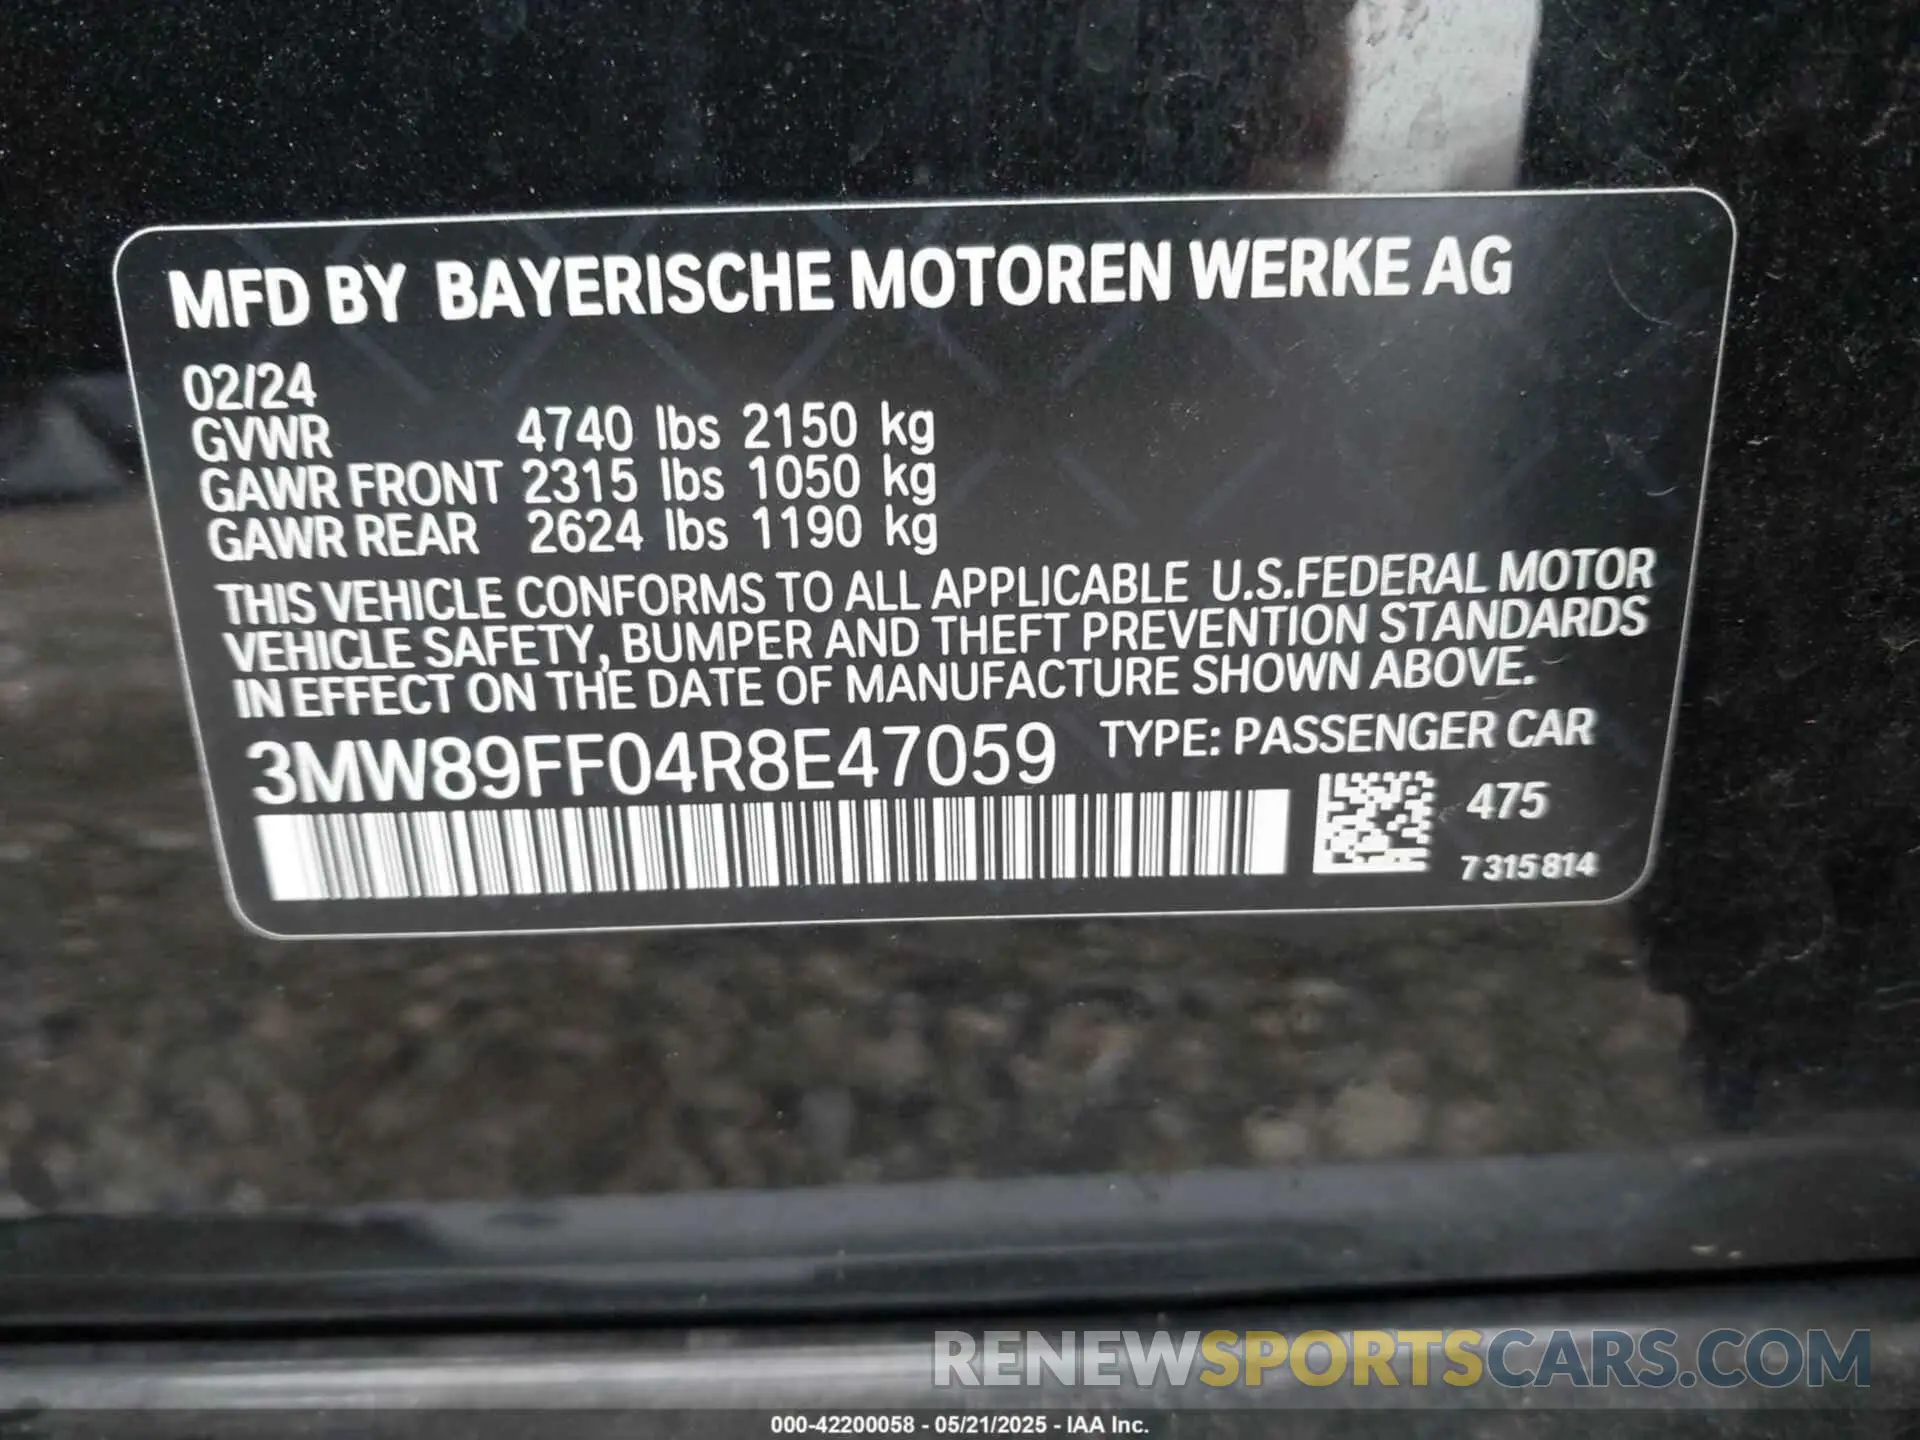 MFD BY BAYERISCHE MOTOREN WERKE AG
02/24
GVWR 4740 lbs 2150 kg
GAWR FRONT 2315 lbs 1050 kg
GAWR REAR 2624 lbs 1190 kg
THIS VEHICLE CONFORMS TO ALL APPLICABLE U.S.FEDERAL MOTOR
VEHICLE SAFETY, BUMPER AND THEFT PREVENTION STANDARDS
IN EFFECT ON THE DATE OF MANUFACTURE SHOWN ABOVE.
3MW89FF04R8E47059 TYPE: PASSENGER CAR
475
7 315 814
RENEWSPORTSCARS.COM
000-42200058 - 05/21/2025 - IAA Inc.